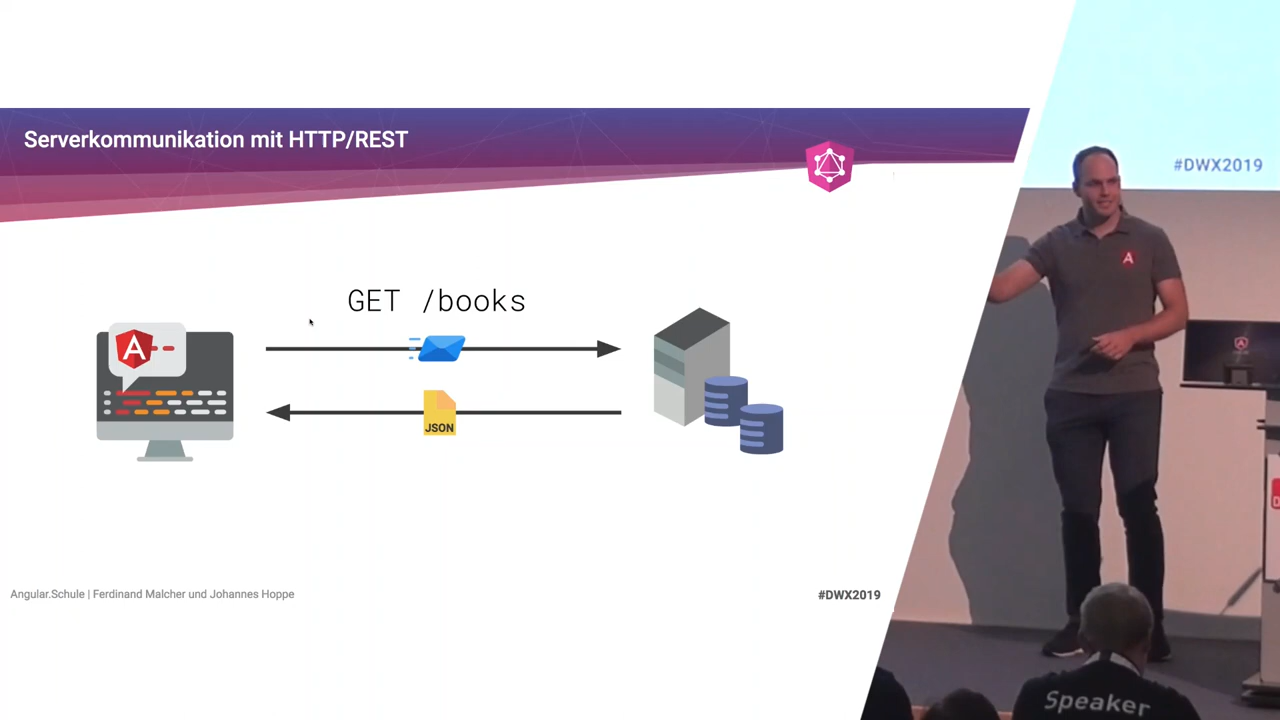 Serverkommunikation mit HTTP/REST
#DWX2019
GET /books
A
JSON
A
Angular.Schule | Ferdinand Malcher und Johannes Hoppe
#DWX2019
Speaker